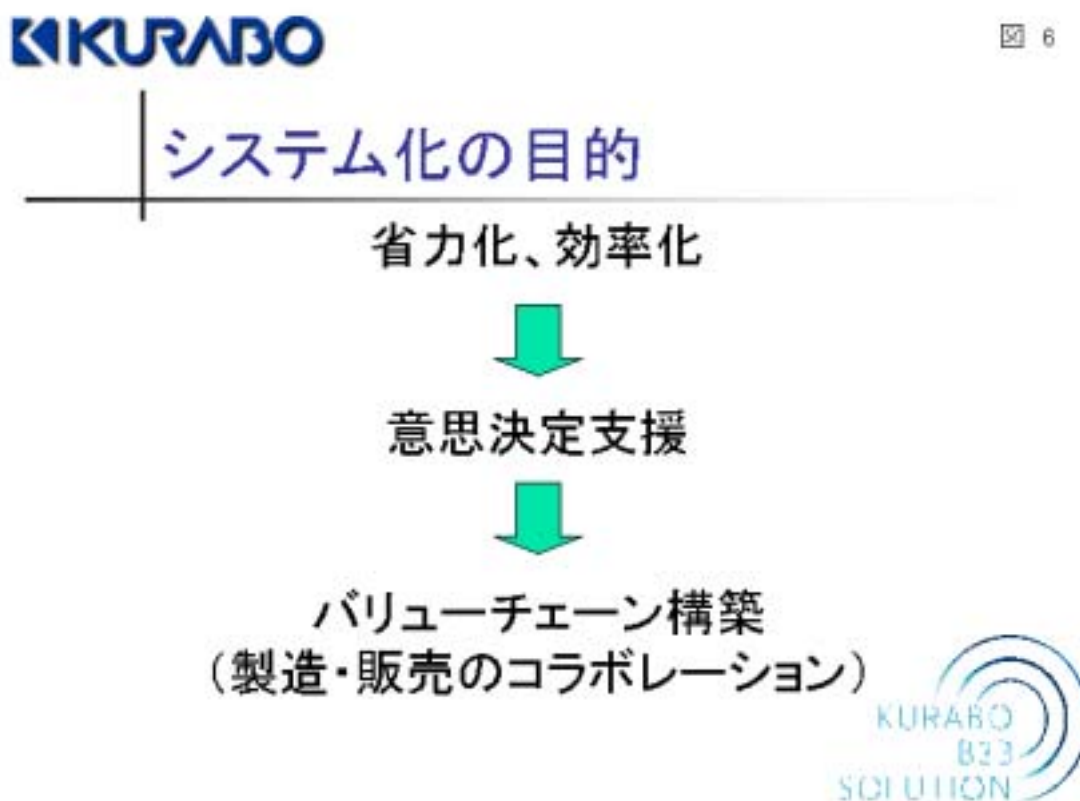 KURABO
図 6
システム化の目的
省力化、効率化
意思決定支援
バリューチェーン構築
(製造・販売のコラボレーション)
KURABO
SOLUTION